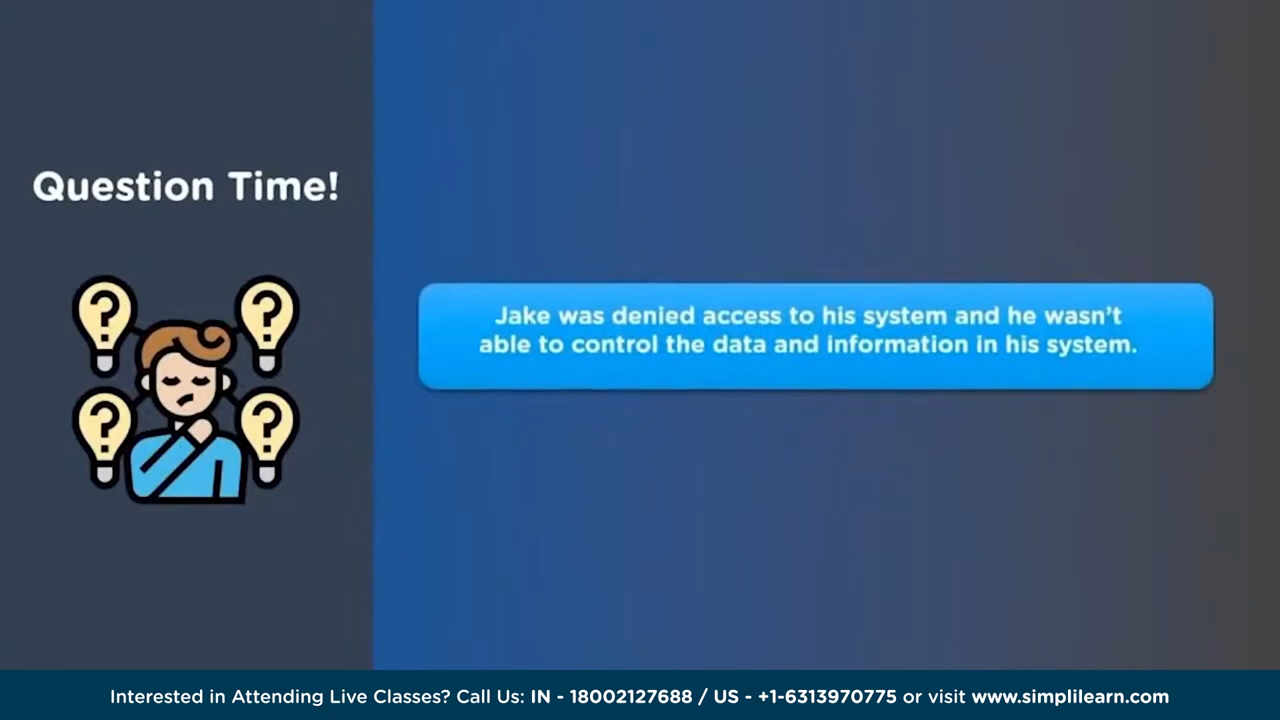 Question Time!
?
?
?
?
Jake was denied access to his system and he wasn't
able to control the data and information in his system.
Interested in Attending Live Classes? Call Us: IN - 18002127688 / US - +1-6313970775 or visit www.simplilearn.com